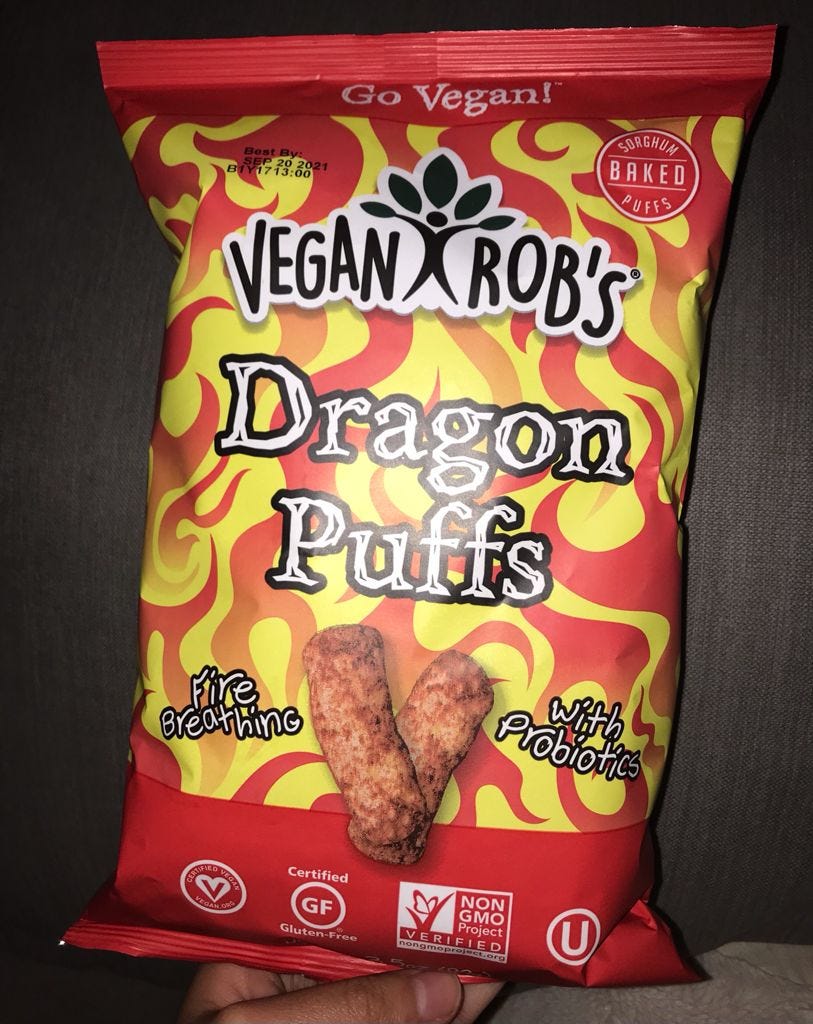 Go Vegan!™
Best By:
SEP 20 2021
B1Y1713:00
SORGHUM
BAKED
PUFFS
VEGAN ROB'S®
Dragon
Puffs
Fire
Breathing
With
Probiotics
CERTIFIED VEGAN
VEGAN.ORG
Certified
GF
Gluten-Free
NON
GMO
Project
VERIFIED
nongmoproject.org
U